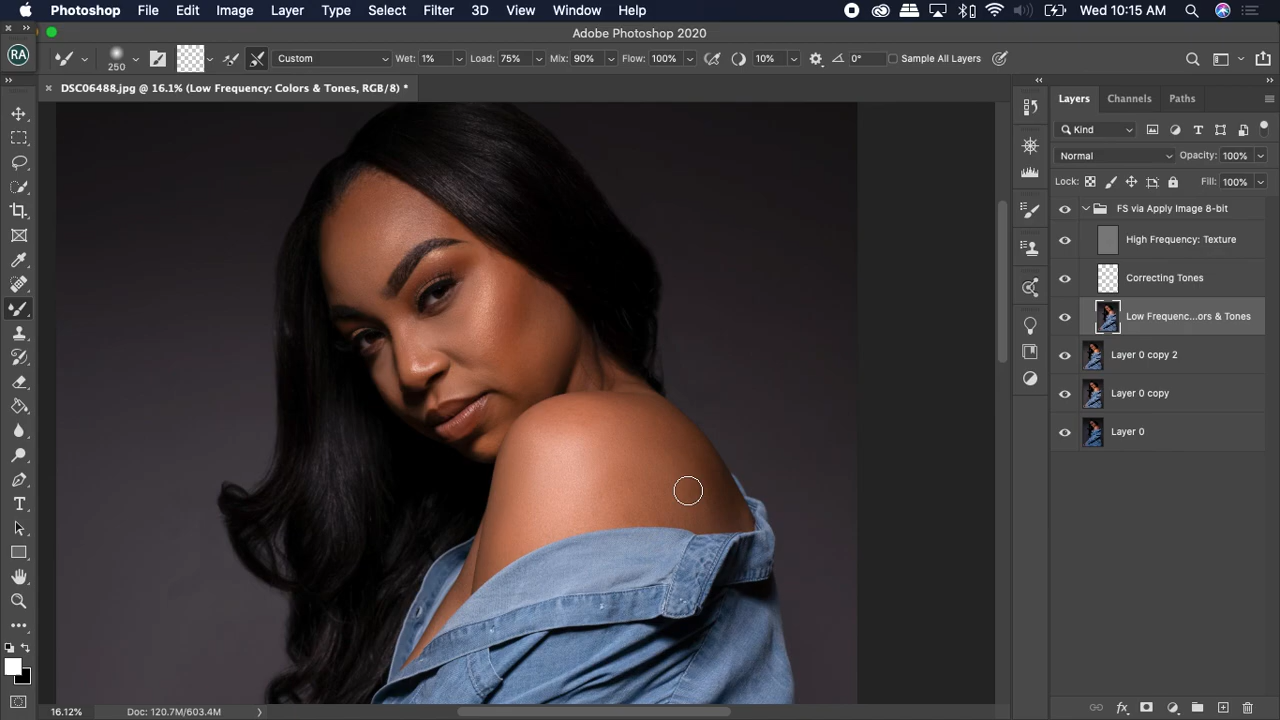 Photoshop File Edit Image Layer Type Select Filter 3D View Window Help Wed 10:15 AM
Adobe Photoshop 2020
RA 250 Custom Wet: 1% Load: 75% Mix: 90% Flow: 100% 10% 0° Sample All Layers
DSC06488.jpg @ 16.1% (Low Frequency: Colors & Tones, RGB/8) *
Layers Channels Paths
Kind
Normal Opacity: 100%
Lock: Fill: 100%
FS via Apply Image 8-bit
High Frequency: Texture
Correcting Tones
Low Frequenc...ors & Tones
Layer 0 copy 2
Layer 0 copy
Layer 0
16.12% Doc: 120.7M/603.4M